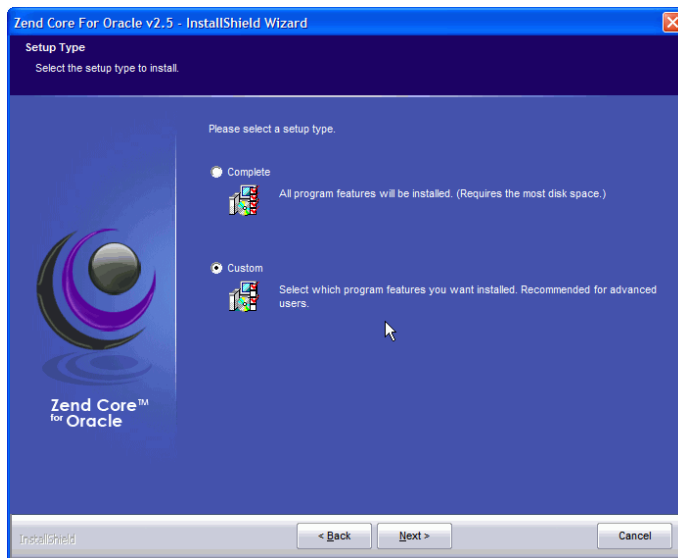 Zend Core For Oracle v2.5 - InstallShield Wizard
Setup Type
Select the setup type to install.
Please select a setup type.
Complete
All program features will be installed. (Requires the most disk space.)
Custom
Select which program features you want installed. Recommended for advanced
users.
Zend Core™
for Oracle
InstallShield
< Back
Next >
Cancel